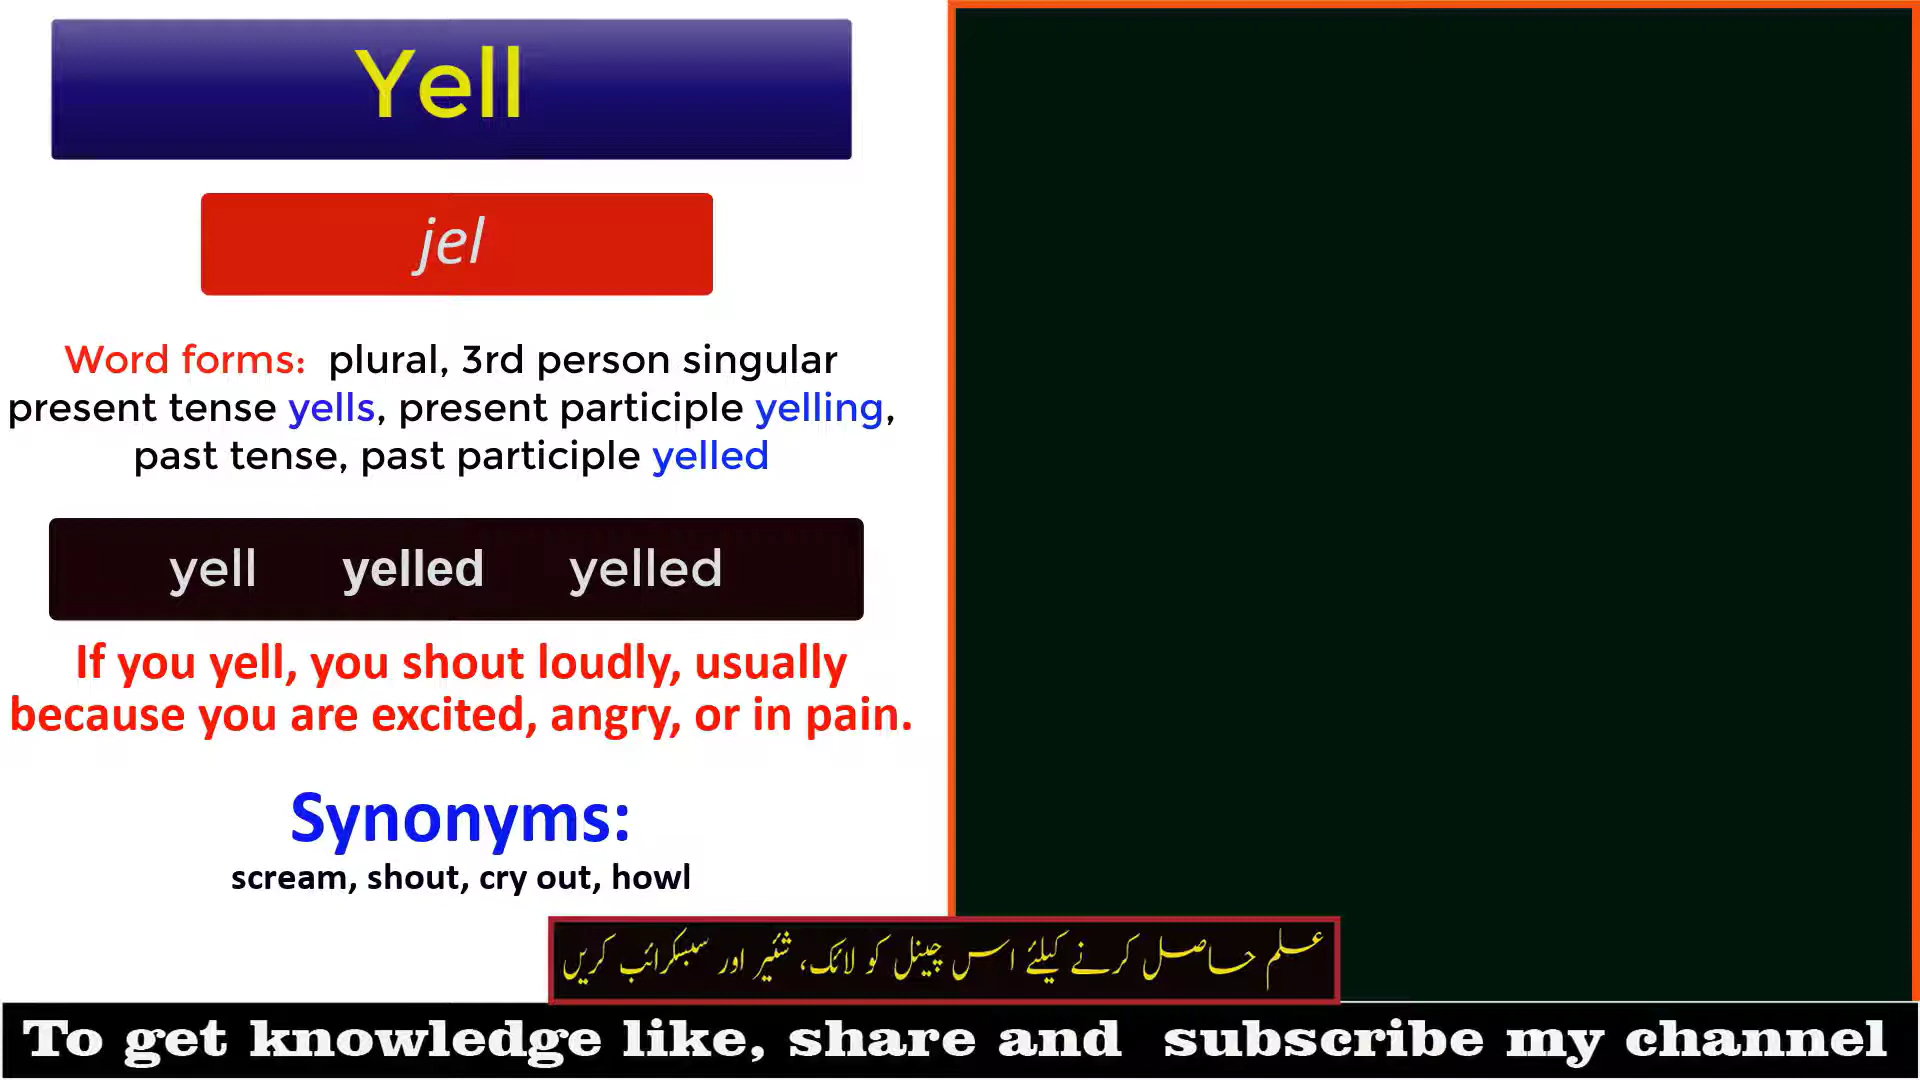 Yell
jel
Word forms: plural, 3rd person singular
present tense yells, present participle yelling,
past tense, past participle yelled
yell yelled yelled
If you yell, you shout loudly, usually
because you are excited, angry, or in pain.
Synonyms:
scream, shout, cry out, howl
علم حاصل کرنے کیلئے اس چینل کو لائک، شئیر اور سبسکرائب کریں
To get knowledge like, share and subscribe my channel